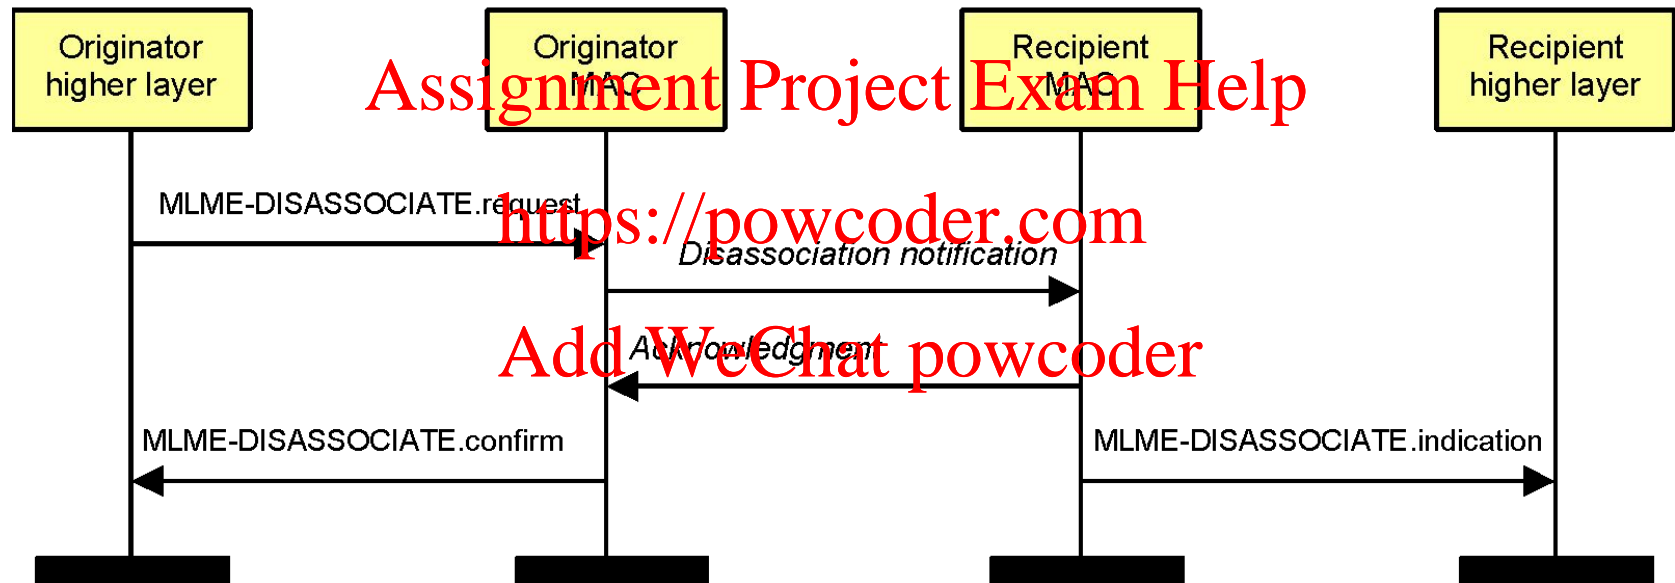 Originator
higher layer
Originator
MAC
Recipient
MAC
Recipient
higher layer
Assignment Project Exam Help
MLME-DISASSOCIATE.request
https://powcoder.com
Disassociation notification
Acknowledgment
Add WeChat powcoder
MLME-DISASSOCIATE.confirm
MLME-DISASSOCIATE.indication